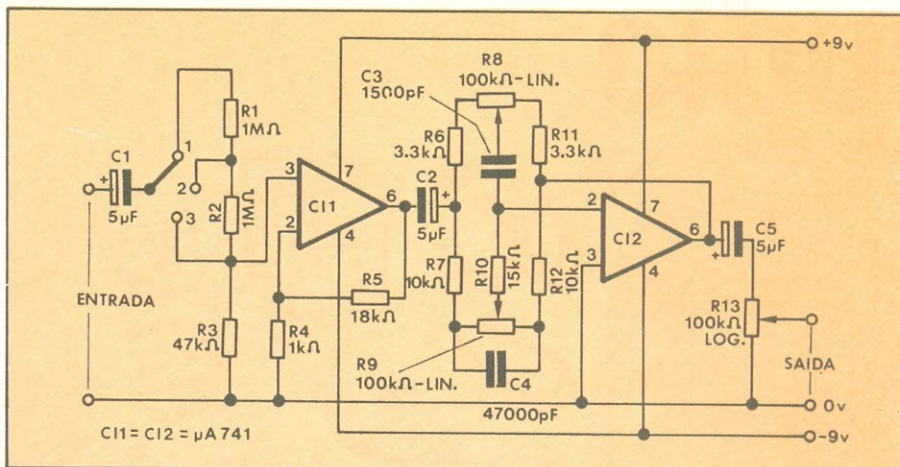 +9v
R8
100kΩ-LIN.
C3
1500pF
R1
1MΩ
R6
3.3kΩ
R11
3.3kΩ
C1
+
5µF
1
2
3
R2
1MΩ
3
2
7
CI1
6
4
C2
+
5µF
2
3
7
CI2
6
4
C5
5µF
+
R7
10kΩ
R10
15kΩ
R12
10kΩ
ENTRADA
R5
18kΩ
R3
47kΩ
R4
1kΩ
R9
100kΩ-LIN.
C4
47000pF
R13
100kΩ
LOG.
SAIDA
0v
-9v
CI1 = CI2 = µA 741